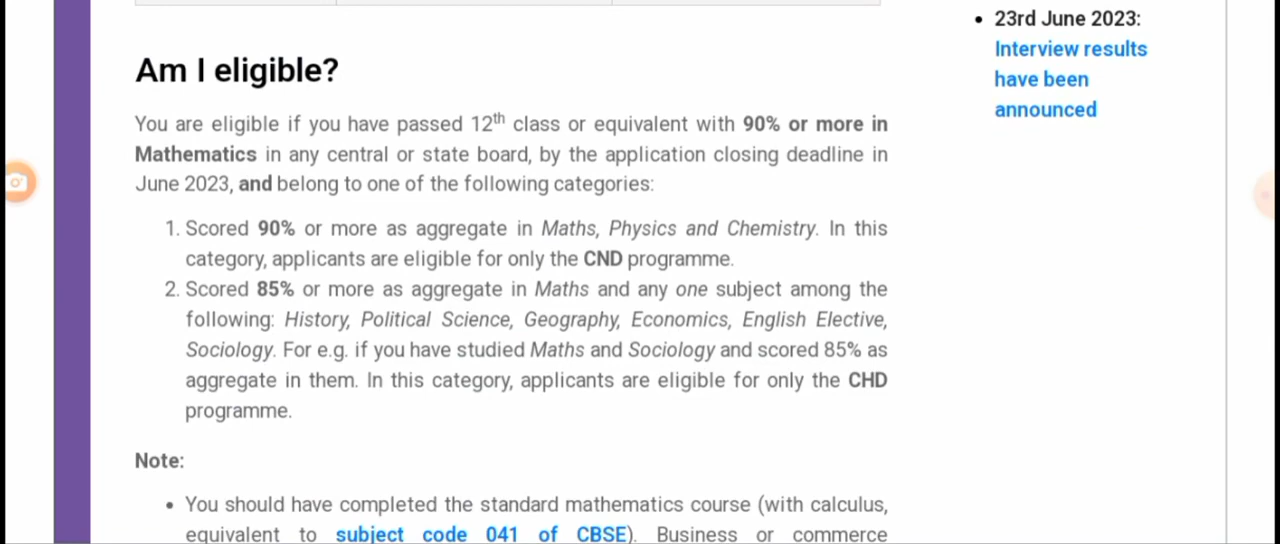 Am I eligible?
You are eligible if you have passed 12th class or equivalent with 90% or more in
Mathematics in any central or state board, by the application closing deadline in
June 2023, and belong to one of the following categories:
1. Scored 90% or more as aggregate in Maths, Physics and Chemistry. In this
category, applicants are eligible for only the CND programme.
2. Scored 85% or more as aggregate in Maths and any one subject among the
following: History, Political Science, Geography, Economics, English Elective,
Sociology. For e.g. if you have studied Maths and Sociology and scored 85% as
aggregate in them. In this category, applicants are eligible for only the CHD
programme.
Note:
• You should have completed the standard mathematics course (with calculus,
equivalent to subject code 041 of CBSE). Business or commerce
• 23rd June 2023:
Interview results
have been
announced